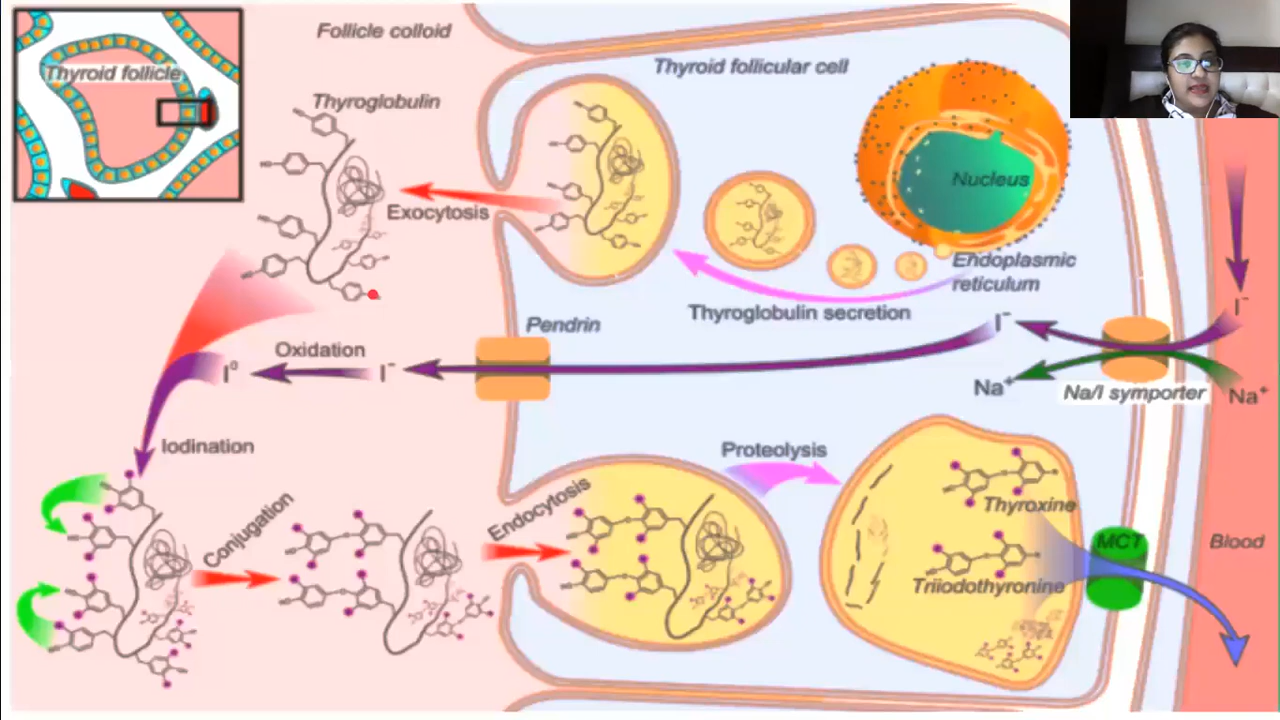 Follicle colloid
Thyroid follicular cell
Thyroid follicle
Thyroglobulin
Nucleus
Exocytosis
Endoplasmic
reticulum
Thyroglobulin secretion
I⁻
I⁻
Pendrin
Oxidation
I⁰
I⁻
Na⁺
Na/I symporter
Na⁺
Iodination
Proteolysis
Conjugation
Endocytosis
Thyroxine
MCT
Blood
Triiodothyronine